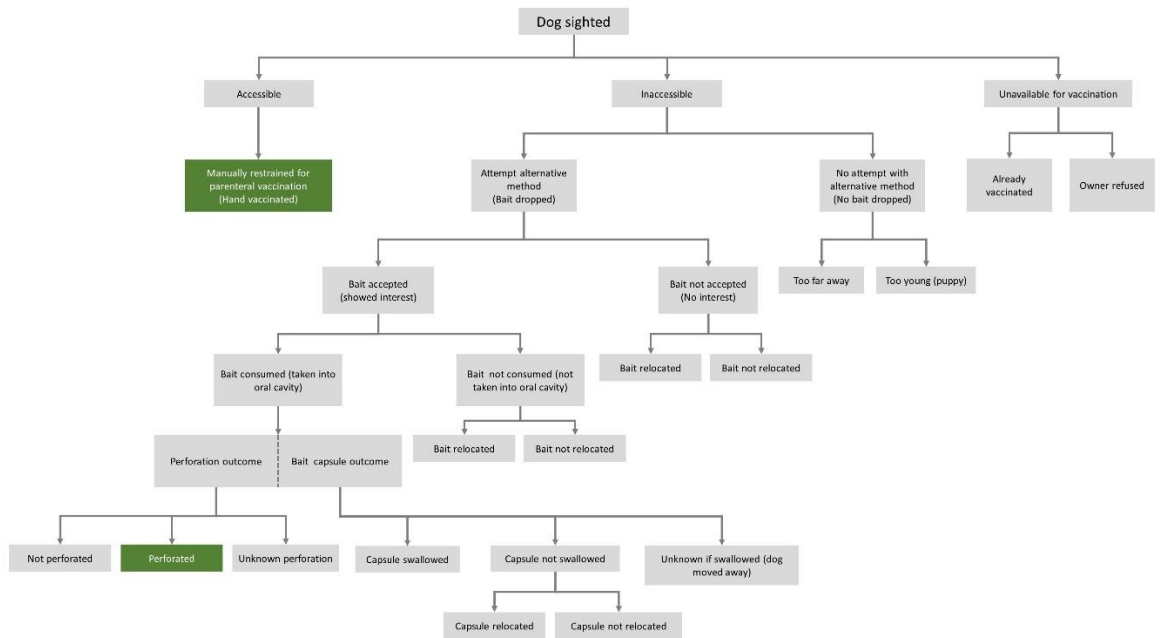 Dog sighted
Accessible
Inaccessible
Unavailable for vaccination
Manually restrained for
parenteral vaccination
(Hand vaccinated)
Attempt alternative
method
(Bait dropped)
No attempt with
alternative method
(No bait dropped)
Already
vaccinated
Owner refused
Bait accepted
(showed interest)
Bait not accepted
(No interest)
Too far away
Too young (puppy)
Bait consumed (taken into
oral cavity)
Bait not consumed (not
taken into oral cavity)
Bait relocated
Bait not relocated
Bait relocated
Bait not relocated
Perforation outcome
Bait capsule outcome
Not perforated
Perforated
Unknown perforation
Capsule swallowed
Capsule not swallowed
Unknown if swallowed (dog
moved away)
Capsule relocated
Capsule not relocated